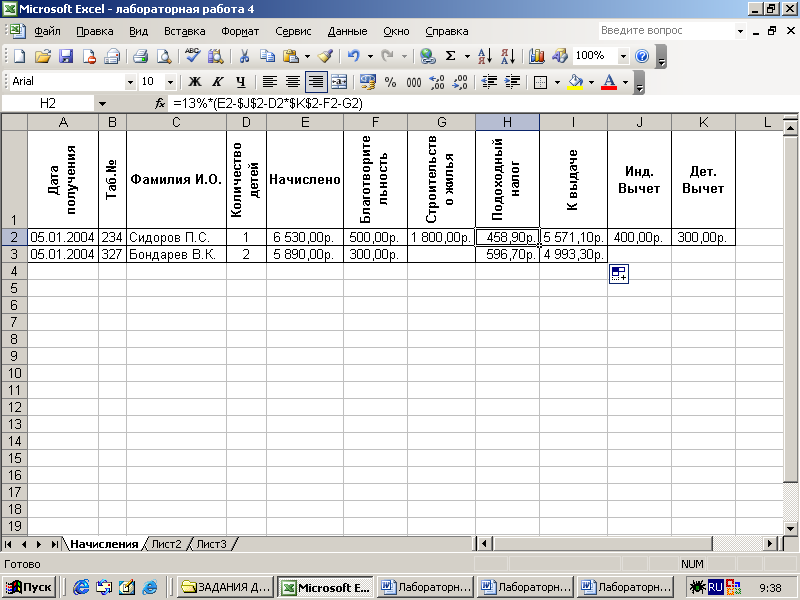 Microsoft Excel - лабораторная работа 4
Файл Правка Вид Вставка Формат Сервис Данные Окно Справка Введите вопрос
100%
Arial 10 Ж К Ч % 000
H2 fx =13%*(E2-$J$2-D2*$K$2-F2-G2)
A B C D E F G H I J K L
1 Дата получения Таб.№ Фамилия И.О. Количество детей Начислено Благотворительность Строительство жилья Подоходный налог К выдаче Инд. Вычет Дет. Вычет
2 05.01.2004 234 Сидоров П.С. 1 6 530,00р. 500,00р. 1 800,00р. 458,90р. 5 571,10р. 400,00р. 300,00р.
3 05.01.2004 327 Бондарев В.К. 2 5 890,00р. 300,00р. 596,70р. 4 993,30р.
4
5
6
7
8
9
10
11
12
13
14
15
16
17
18
19
Начисления Лист2 Лист3
Готово NUM
Пуск ЗАДАНИЯ Д... Microsoft E... Лабораторн... Лабораторн... Лабораторн... RU 9:38